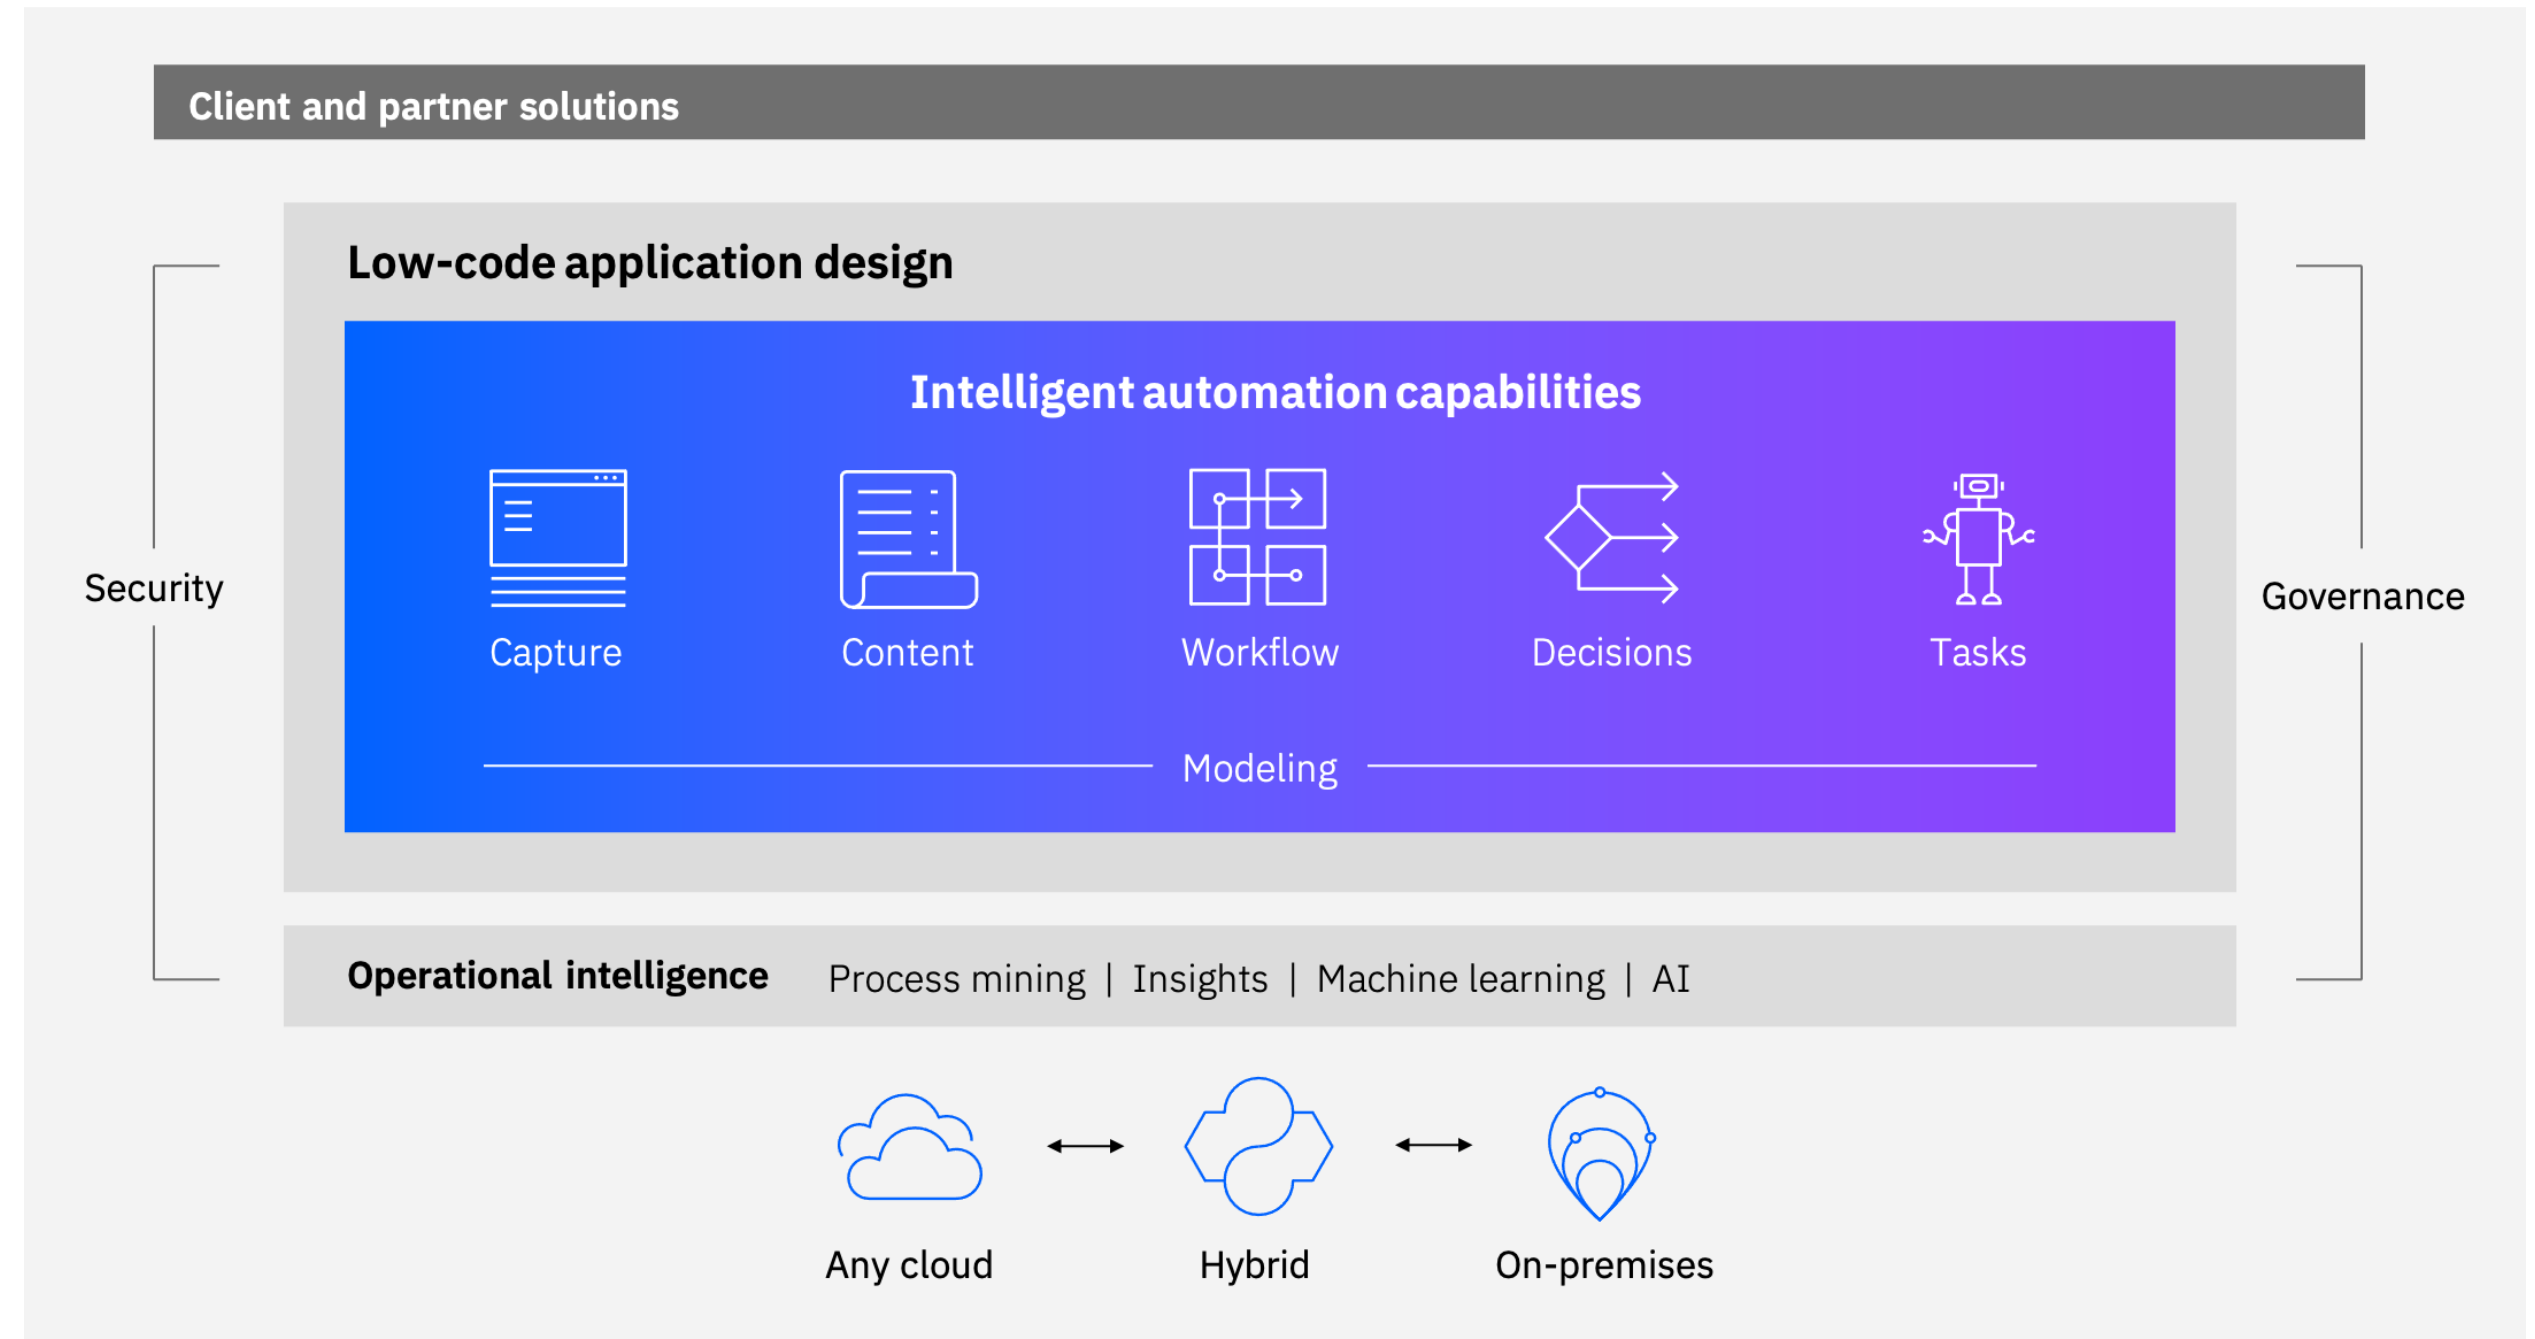 Client and partner solutions
Low-code application design
Intelligent automation capabilities
Capture
Content
Workflow
Decisions
Tasks
Modeling
Security
Governance
Operational intelligence Process mining | Insights | Machine learning | AI
Any cloud
Hybrid
On-premises